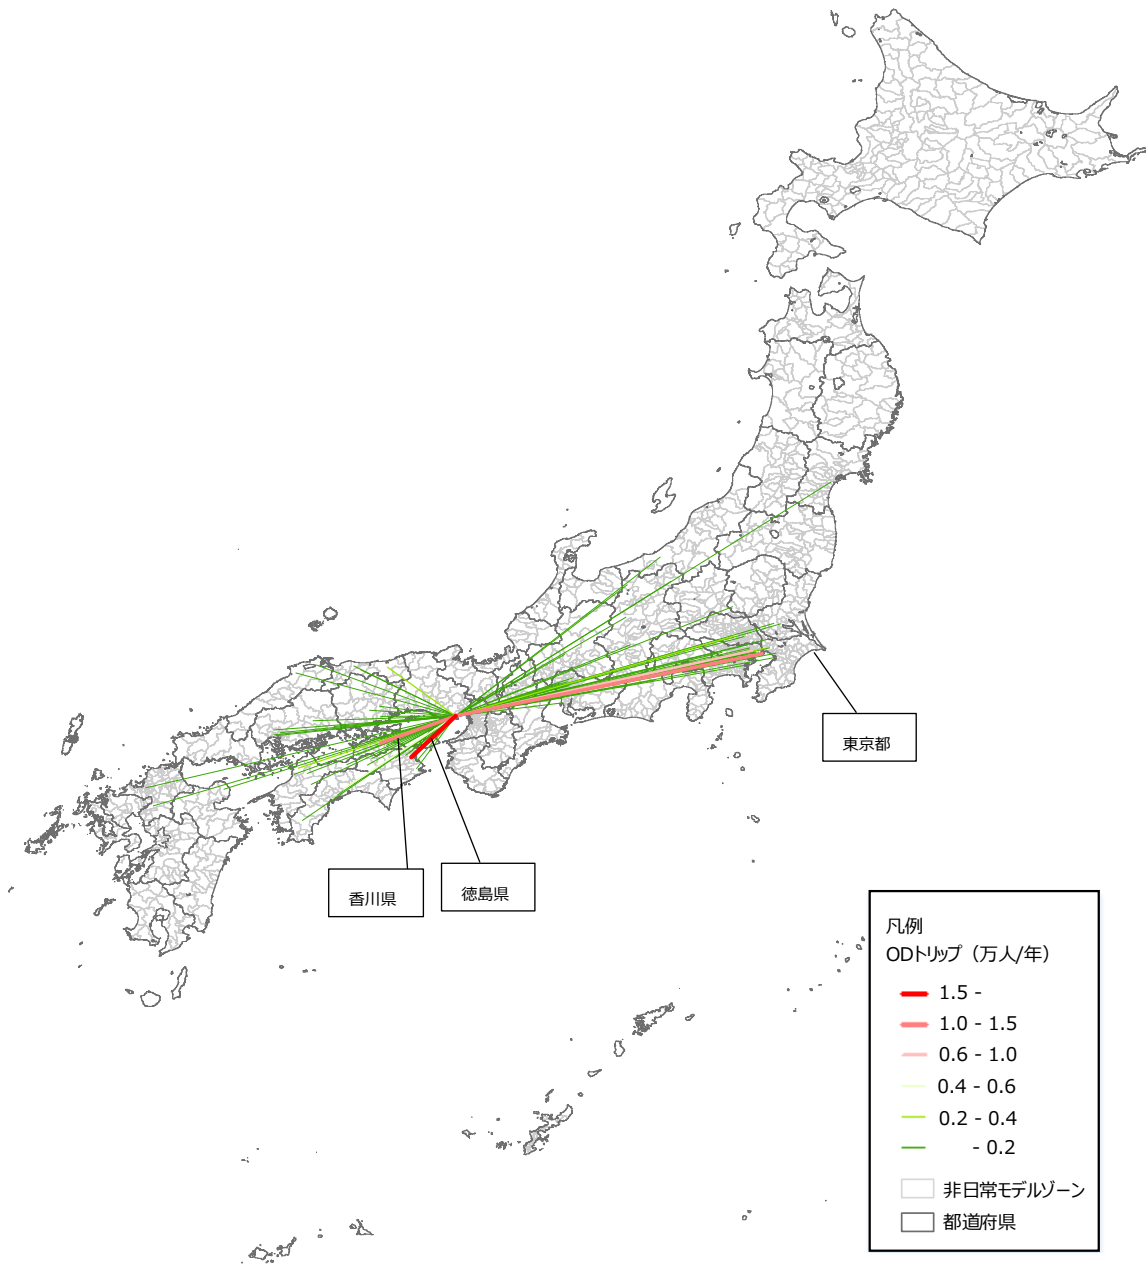 東京都
香川県
徳島県
凡例
ODトリップ（万人/年）
1.5 -
1.0 - 1.5
0.6 - 1.0
0.4 - 0.6
0.2 - 0.4
- 0.2
非日常モデルゾーン
都道府県